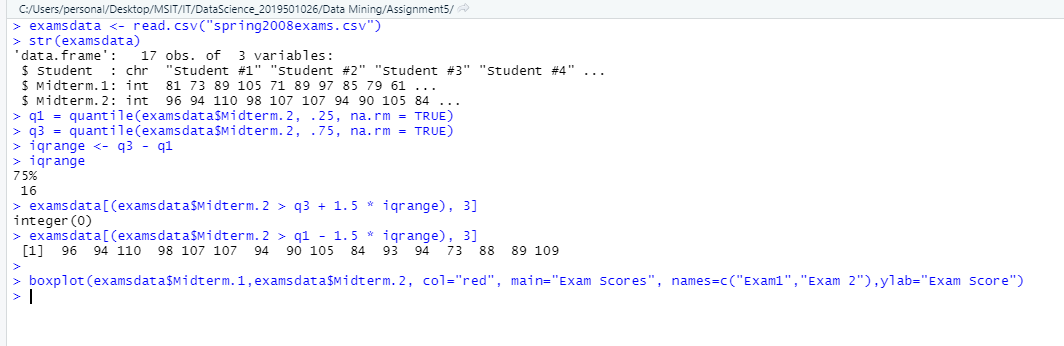 C:/Users/personal/Desktop/MSIT/IT/DataScience_2019501026/Data Mining/Assignment5/
> examsdata <- read.csv("spring2008exams.csv")
> str(examsdata)
'data.frame':   17 obs. of  3 variables:
 $ Student  : chr  "Student #1" "Student #2" "Student #3" "Student #4" ...
 $ Midterm.1: int  81 73 89 105 71 89 97 85 79 61 ...
 $ Midterm.2: int  96 94 110 98 107 107 94 90 105 84 ...
> q1 = quantile(examsdata$Midterm.2, .25, na.rm = TRUE)
> q3 = quantile(examsdata$Midterm.2, .75, na.rm = TRUE)
> iqrange <- q3 - q1
> iqrange
75%
 16
> examsdata[(examsdata$Midterm.2 > q3 + 1.5 * iqrange), 3]
integer(0)
> examsdata[(examsdata$Midterm.2 > q1 - 1.5 * iqrange), 3]
 [1]  96  94 110  98 107 107  94  90 105  84  93  94  73  88  89 109
>
> boxplot(examsdata$Midterm.1,examsdata$Midterm.2, col="red", main="Exam Scores", names=c("Exam1","Exam 2"),ylab="Exam Score")
>